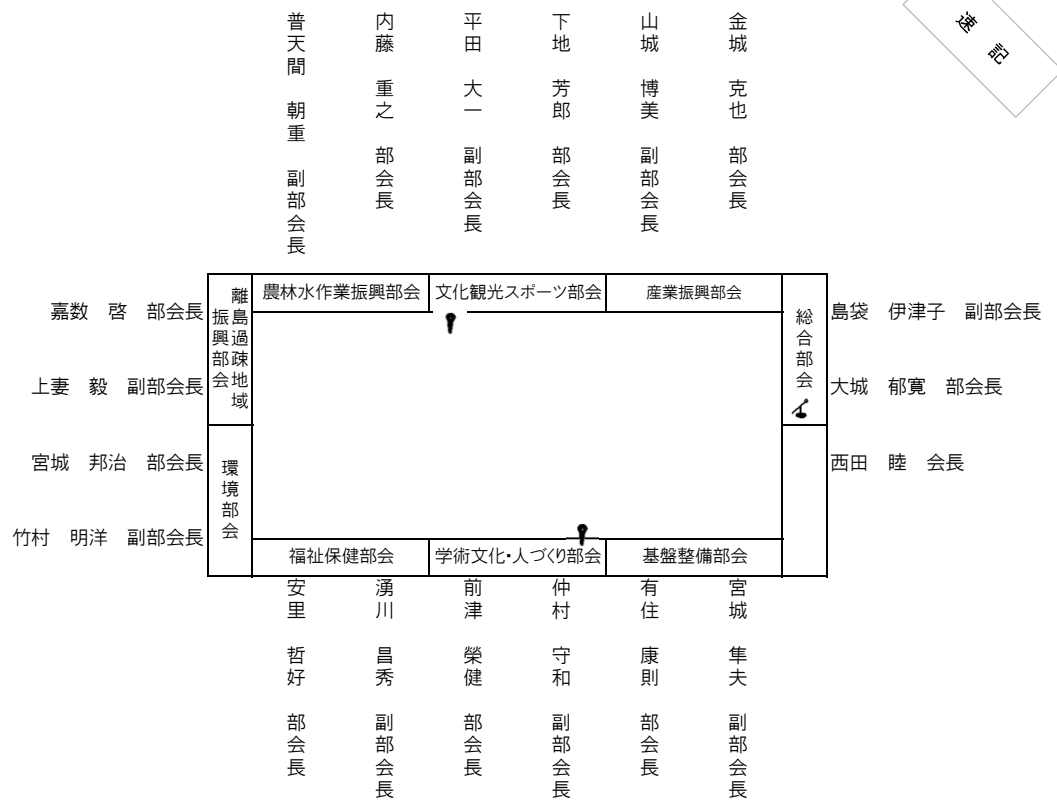 速記
金城 克也 部会長
山城 博美 副部会長
下地 芳郎 部会長
平田 大一 副部会長
内藤 重之 部会長
普天間 朝重 副部会長
農林水作業振興部会
文化観光スポーツ部会
産業振興部会
離島過疎地域
振興部会
環境部会
総合部会
嘉数 啓 部会長
上妻 毅 副部会長
宮城 邦治 部会長
竹村 明洋 副部会長
島袋 伊津子 副部会長
大城 郁寛 部会長
西田 睦 会長
福祉保健部会
学術文化・人づくり部会
基盤整備部会
宮城 隼夫 副部会長
有住 康則 部会長
仲村 守和 副部会長
前津 榮健 部会長
湧川 昌秀 副部会長
安里 哲好 部会長